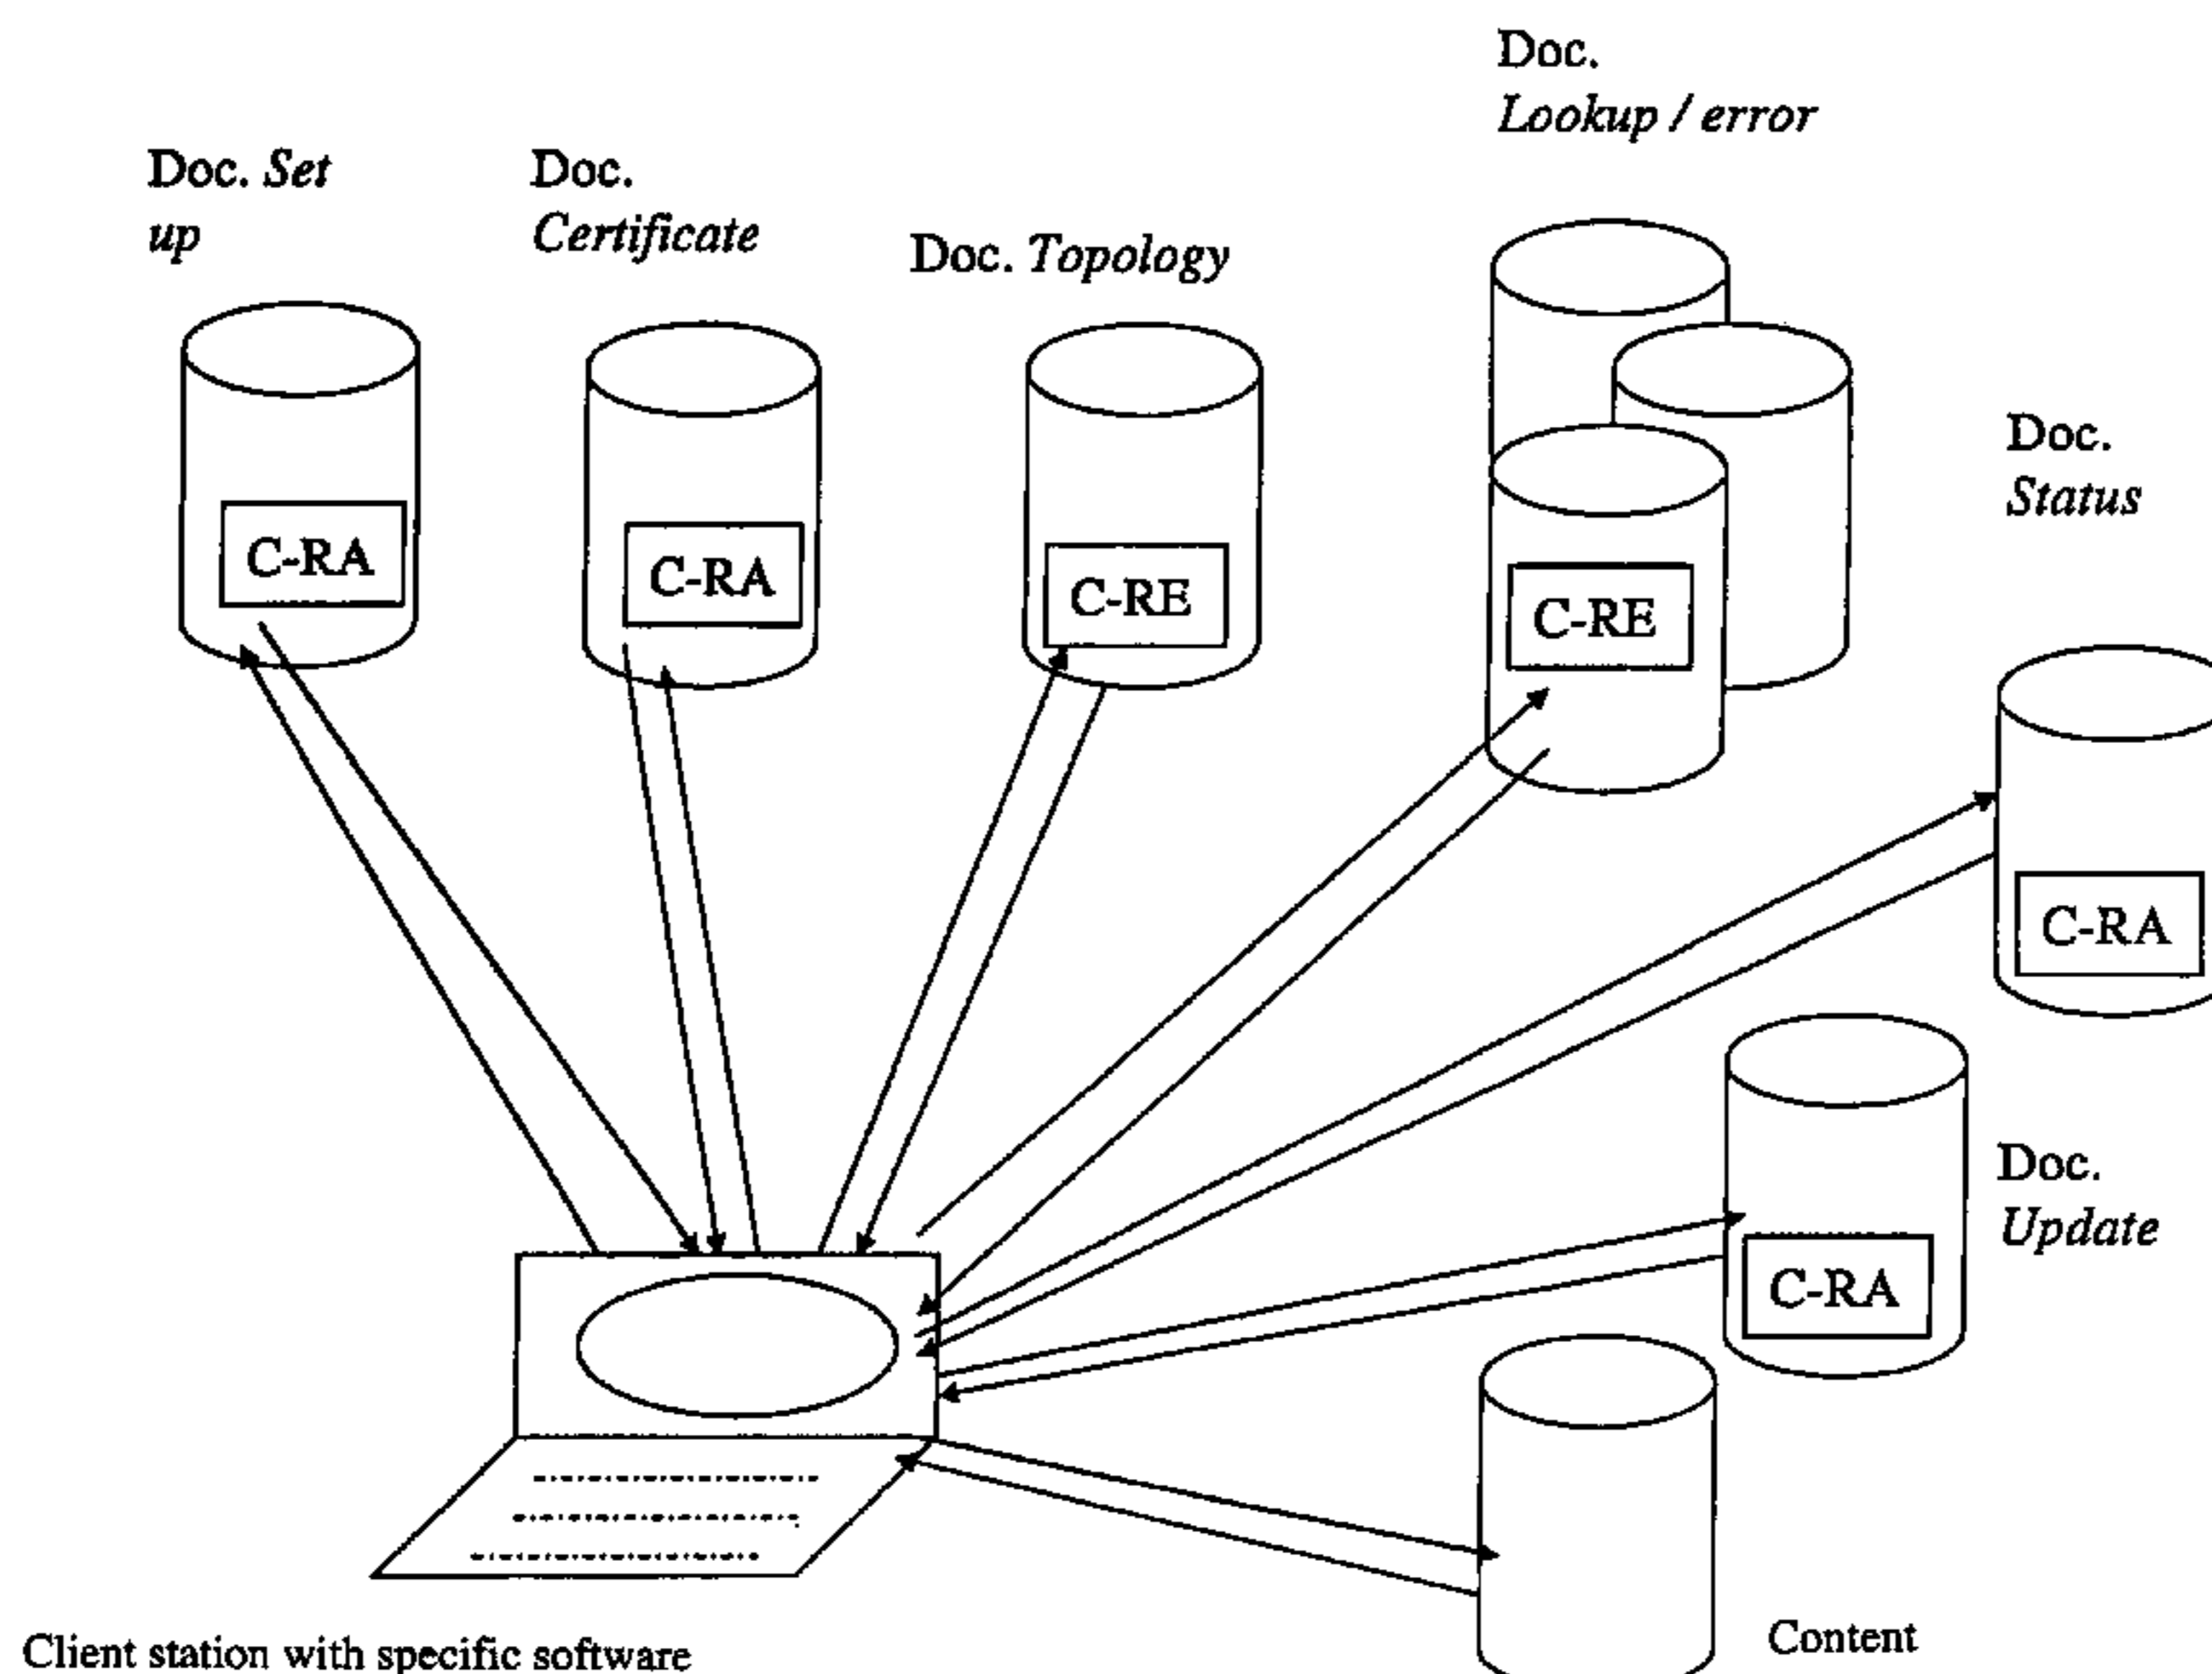 Doc.
Lookup / error
Doc. Set
up
Doc.
Certificate
Doc. Topology
Doc.
Status
C-RA
C-RA
C-RE
C-RE
C-RA
Doc.
Update
C-RA
Client station with specific software
Content